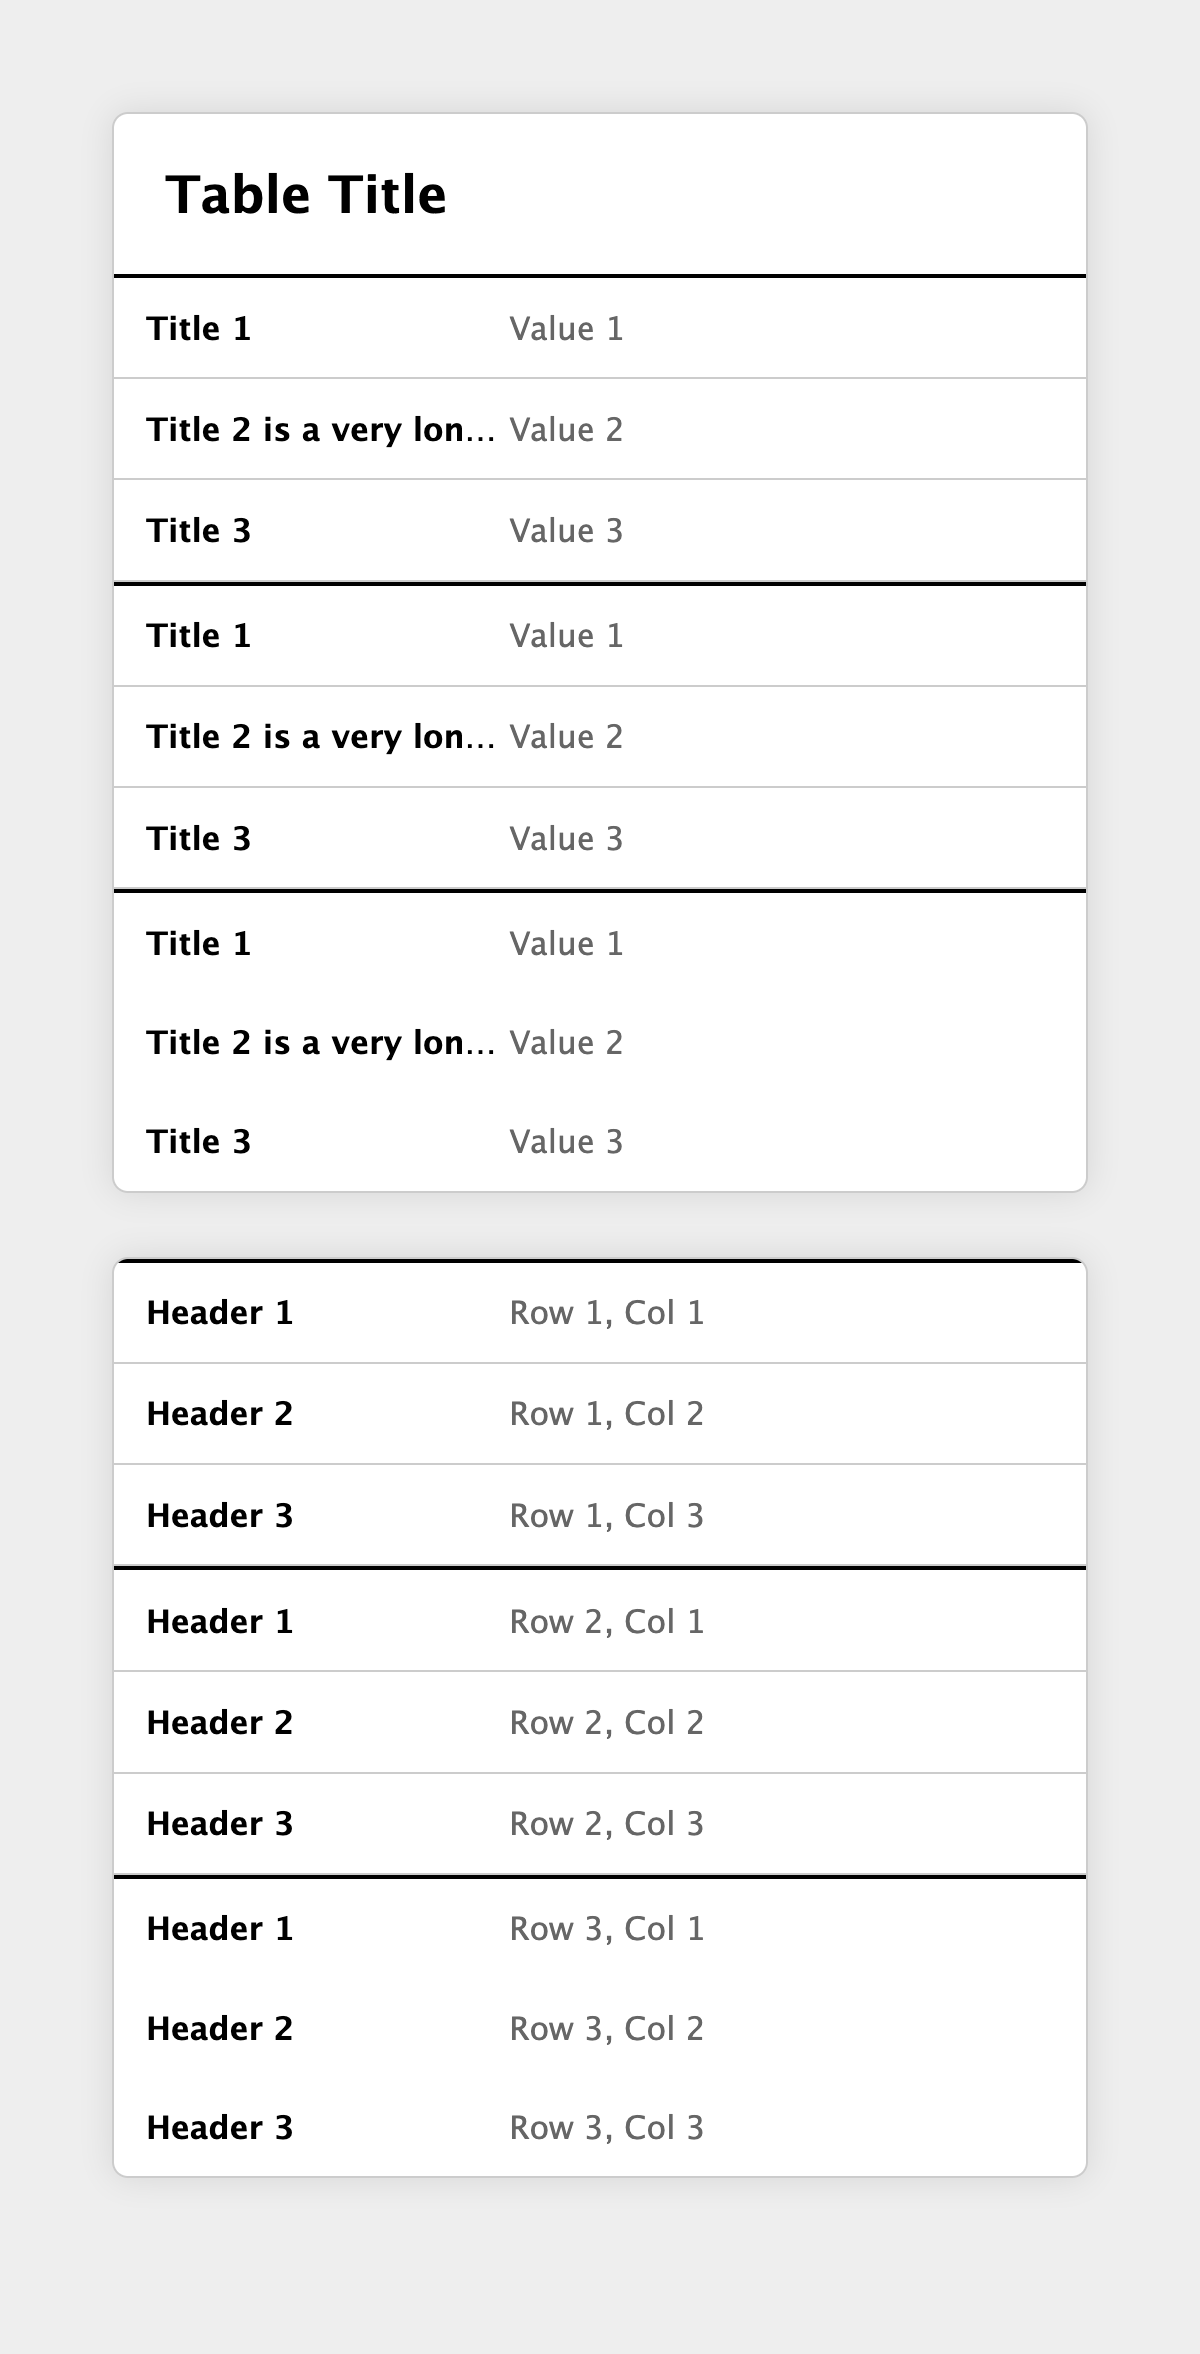 Table Title
Title 1 Value 1
Title 2 is a very lon... Value 2
Title 3 Value 3
Title 1 Value 1
Title 2 is a very lon... Value 2
Title 3 Value 3
Title 1 Value 1
Title 2 is a very lon... Value 2
Title 3 Value 3
Header 1 Row 1, Col 1
Header 2 Row 1, Col 2
Header 3 Row 1, Col 3
Header 1 Row 2, Col 1
Header 2 Row 2, Col 2
Header 3 Row 2, Col 3
Header 1 Row 3, Col 1
Header 2 Row 3, Col 2
Header 3 Row 3, Col 3